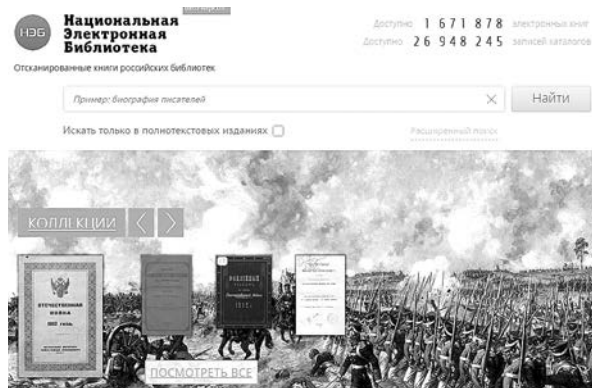 НЭБ
Национальная
Электронная
Библиотека
Отсканированные книги российских библиотек
Доступно 1 671 878 электронных книг
Доступно 26 948 245 записей каталогов
Пример: биография писателей
Найти
Искать только в полнотекстовых изданиях
Расширенный поиск
КОЛЛЕКЦИИ
ОТЕЧЕСТВЕННАЯ
ВОЙНА
1812 года.
1812
ПОСМОТРЕТЬ ВСЕ